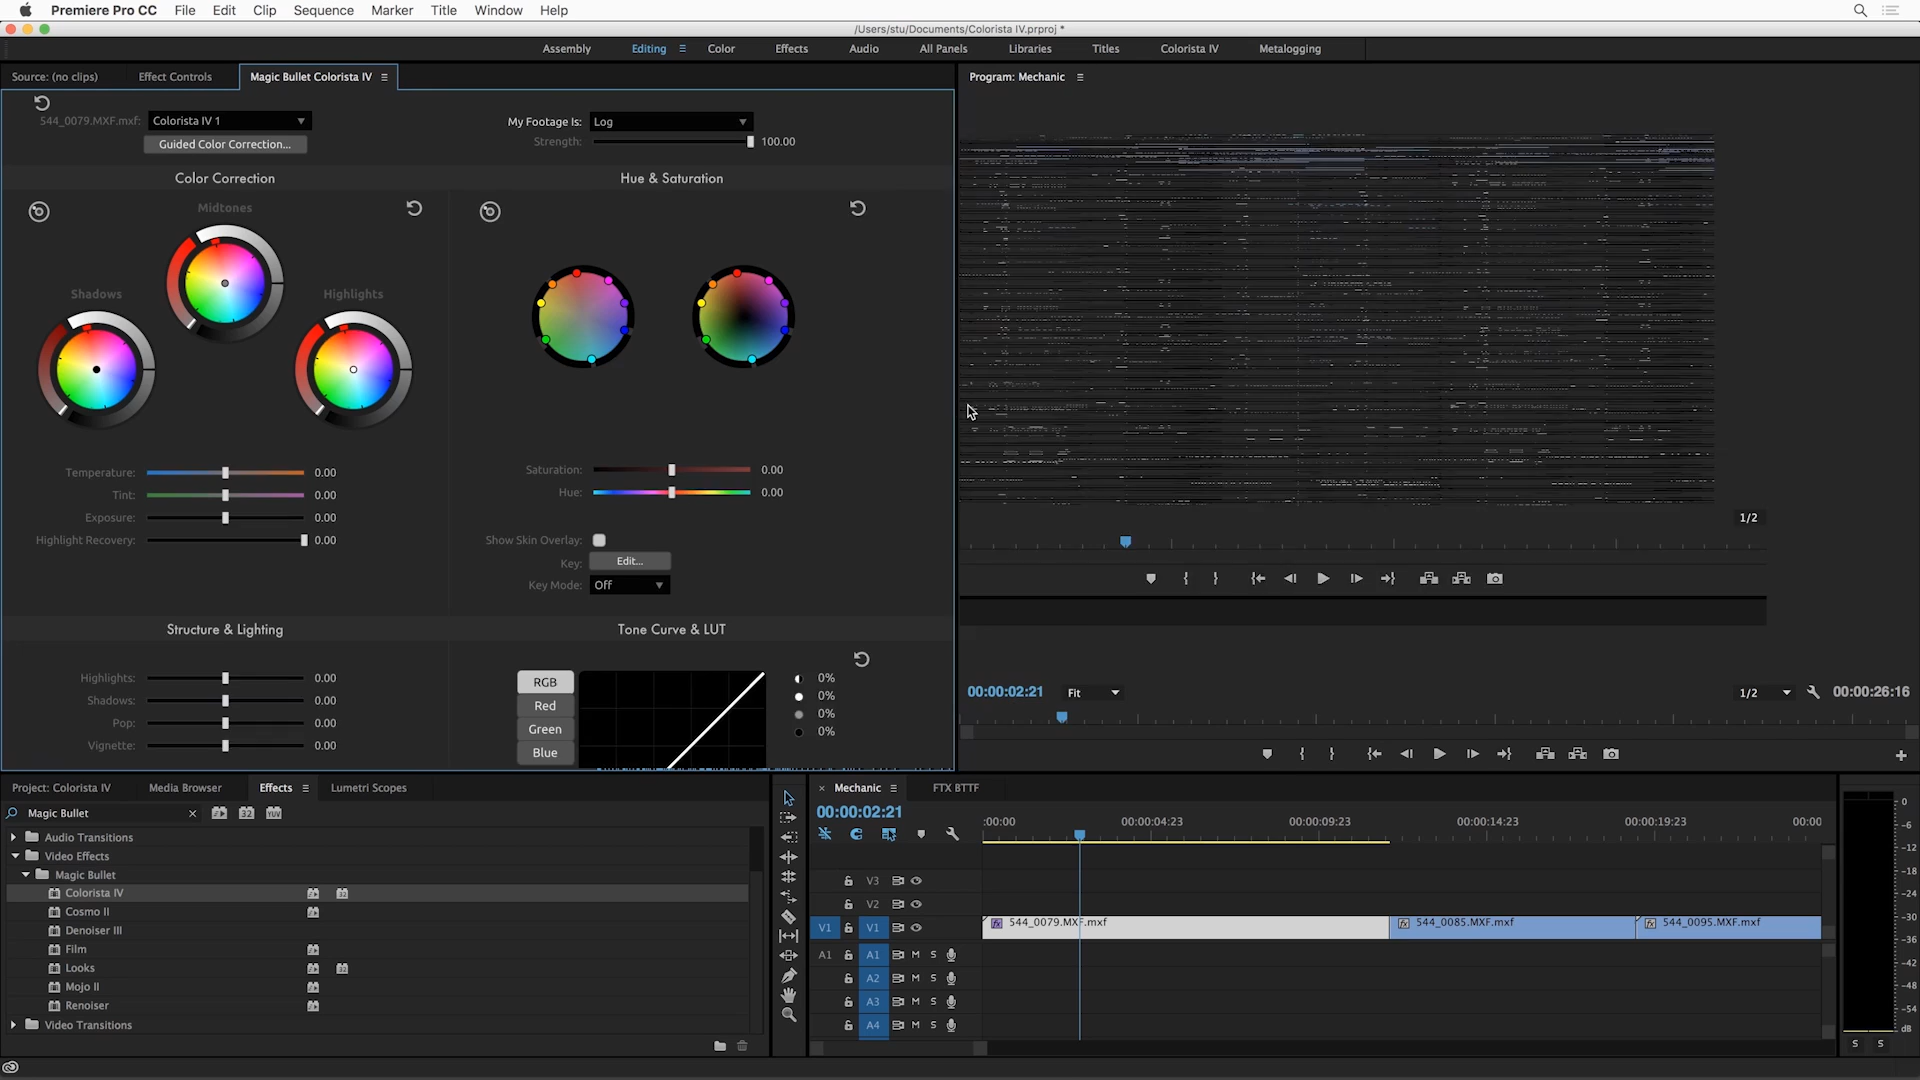 Premiere Pro CC File Edit Clip Sequence Marker Title Window Help
/Users/stu/Documents/Colorista IV.prproj *
Assembly Editing Color Effects Audio All Panels Libraries Titles Colorista IV Metalogging
Source: (no clips) Effect Controls Magic Bullet Colorista IV
Program: Mechanic
544_0079.MXF.mxf: Colorista IV 1
My Footage Is: Log
Guided Color Correction...
Strength: 100.00
Color Correction
Hue & Saturation
Midtones
Shadows
Highlights
Temperature: 0.00
Tint: 0.00
Exposure: 0.00
Highlight Recovery: 0.00
Saturation: 0.00
Hue: 0.00
Show Skin Overlay:
Key: Edit...
Key Mode: Off
1/2
Structure & Lighting
Tone Curve & LUT
Highlights: 0.00
Shadows: 0.00
Pop: 0.00
Vignette: 0.00
RGB
Red
Green
Blue
0%
0%
0%
0%
00:00:02:21 Fit 1/2 00:00:26:16
Project: Colorista IV Media Browser Effects Lumetri Scopes
Magic Bullet
32
YUV
Audio Transitions
Video Effects
Magic Bullet
Colorista IV
Cosmo II
Denoiser III
Film
Looks
Mojo II
Renoiser
Video Transitions
Mechanic FTX BTTF
00:00:02:21
:00:00 00:00:04:23 00:00:09:23 00:00:14:23 00:00:19:23 00:00
V3
V2
V1 V1 544_0079.MXF.mxf 544_0085.MXF.mxf 544_0095.MXF.mxf
A1 A1 M S
A2 M S
A3 M S
A4 M S
0
-6
-12
-18
-24
-30
-36
-42
-48
-54
dB
S S